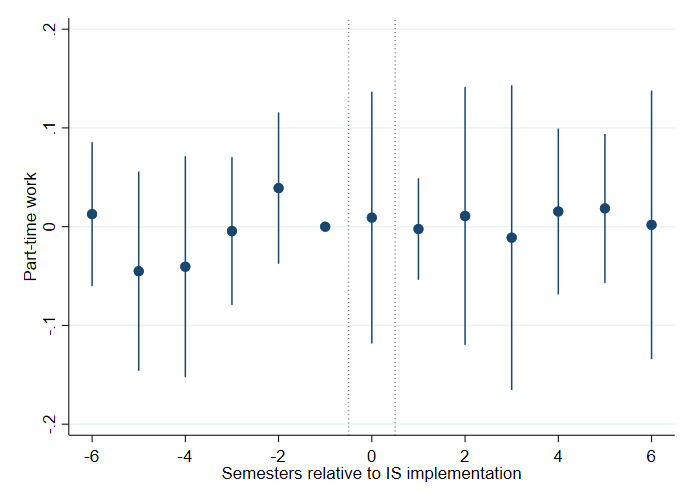 Part-time work
.2
.1
0
-.1
-.2
-6 -4 -2 0 2 4 6
Semesters relative to IS implementation